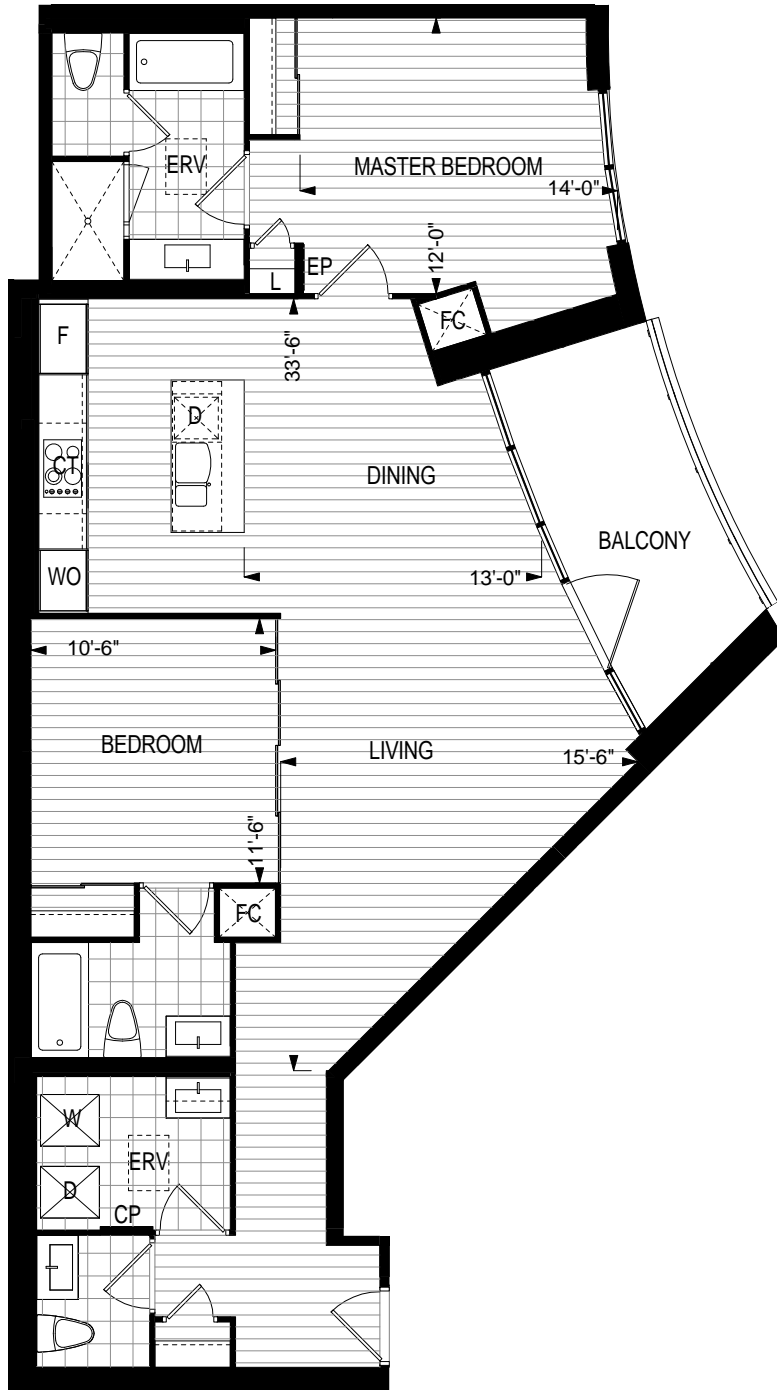 ERV
MASTER BEDROOM
14'-0"
12'-0"
EP
L
FC
F
33'-6"
D
CT
DINING
BALCONY
WO
13'-0"
10'-6"
BEDROOM
LIVING
15'-6"
11'-6"
FC
W
ERV
D
CP